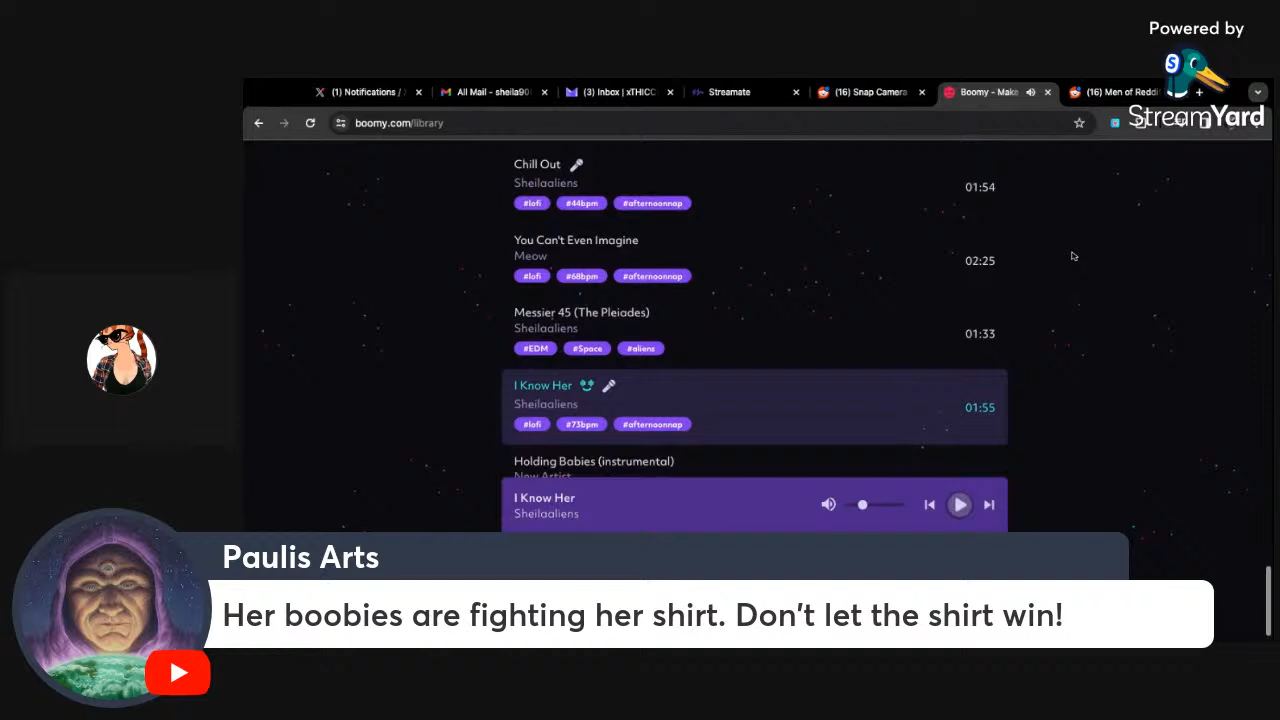 Powered by
StreamYard
(1) Notifications /
All Mail - sheila90
(3) Inbox | xTHICC
Streamate
(16) Snap Camera
Boomy - Make
(16) Men of Reddi
boomy.com/library
Chill Out
Sheilaaliens
01:54
#lofi #44bpm #afternoonnap
You Can't Even Imagine
Meow
02:25
#lofi #68bpm #afternoonnap
Messier 45 (The Pleiades)
Sheilaaliens
01:33
#EDM #Space #aliens
I Know Her
Sheilaaliens
01:55
#lofi #73bpm #afternoonnap
Holding Babies (instrumental)
New Artist
I Know Her
Sheilaaliens
Paulis Arts
Her boobies are fighting her shirt. Don't let the shirt win!